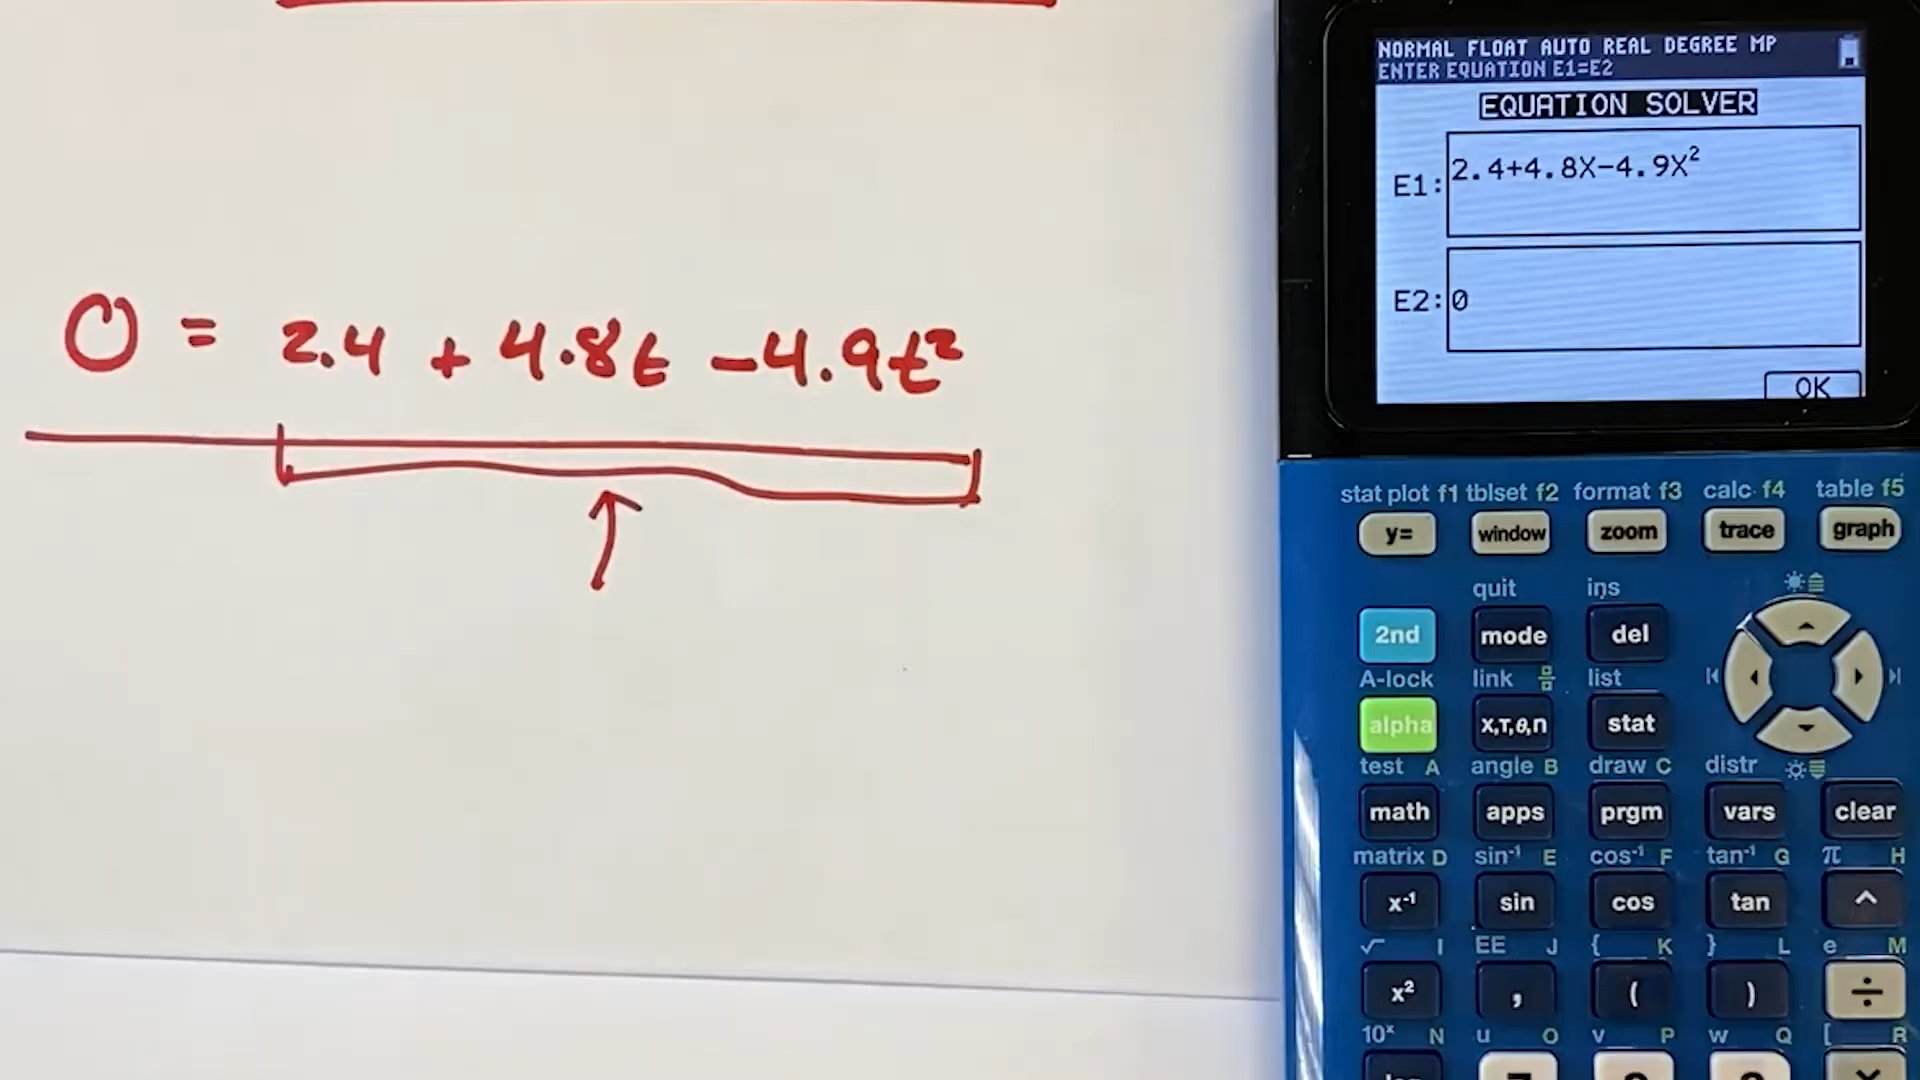 O = 2.4 + 4.8t -4.9t²
NORMAL FLOAT AUTO REAL DEGREE MP
ENTER EQUATION E1=E2
EQUATION SOLVER
E1: 2.4+4.8X-4.9X²
E2: 0
OK
stat plot f1 tblset f2 format f3 calc f4 table f5
y= window zoom trace graph
quit ins
2nd mode del
A-lock link list
alpha X,T,θ,n stat
test A angle B draw C distr
math apps prgm vars clear
matrix D sin⁻¹ E cos⁻¹ F tan⁻¹ G π H
x⁻¹ sin cos tan ^
√ I EE J { K } L e M
x² , ( ) ÷
10ˣ N u O v P w Q [ R